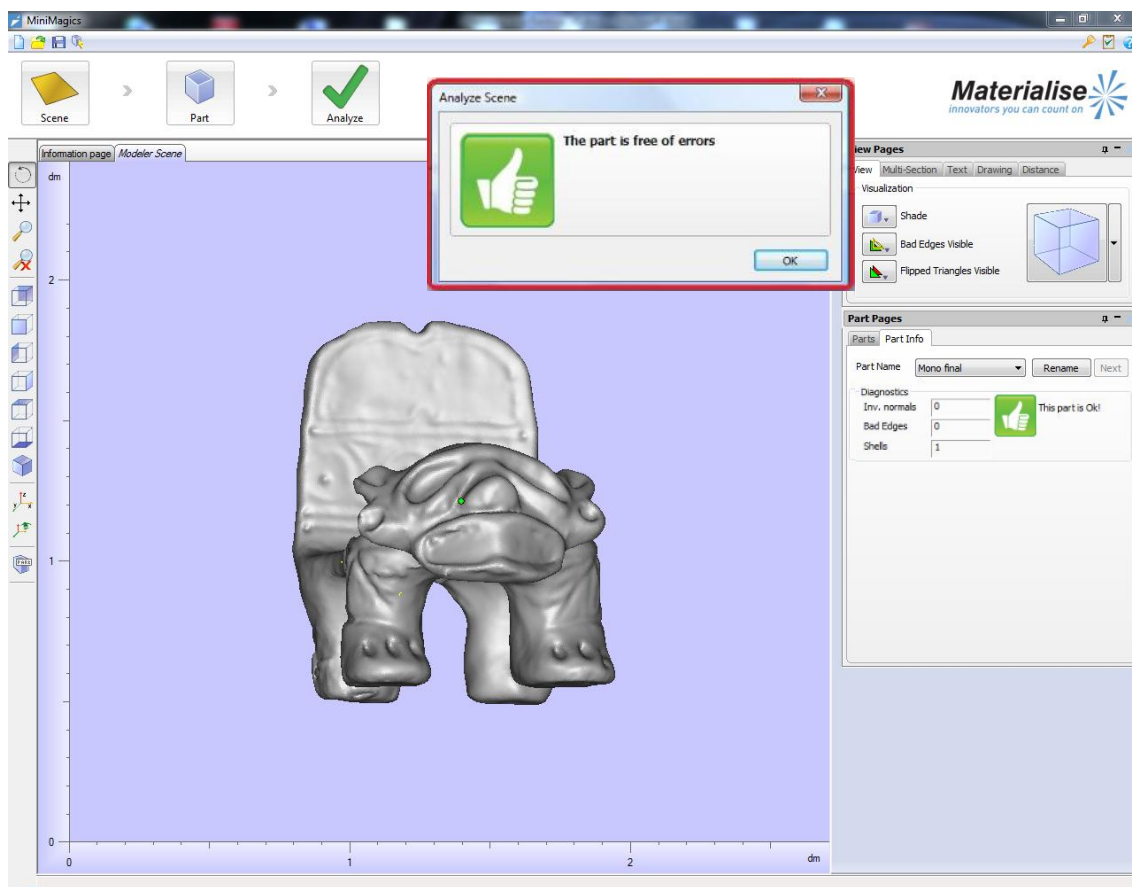 MiniMagics
Scene
Part
Analyze
Materialise
innovators you can count on
Analyze Scene
The part is free of errors
OK
Information page Modeler Scene
View Pages
View Multi-Section Text Drawing Distance
Visualization
Shade
Bad Edges Visible
Flipped Triangles Visible
Part Pages
Parts Part Info
Part Name Mono final Rename Next
Diagnostics
Inv. normals 0 This part is Ok!
Bad Edges 0
Shells 1
dm
2
1
0
0 1 2 dm